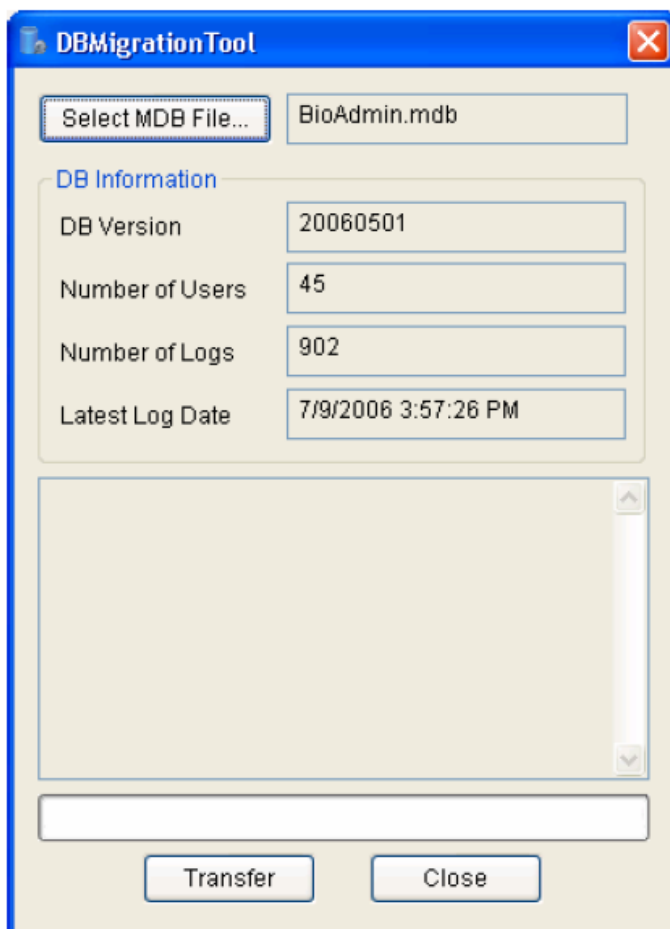 DBMigrationTool
Select MDB File... BioAdmin.mdb
DB Information
DB Version 20060501
Number of Users 45
Number of Logs 902
Latest Log Date 7/9/2006 3:57:26 PM
Transfer Close